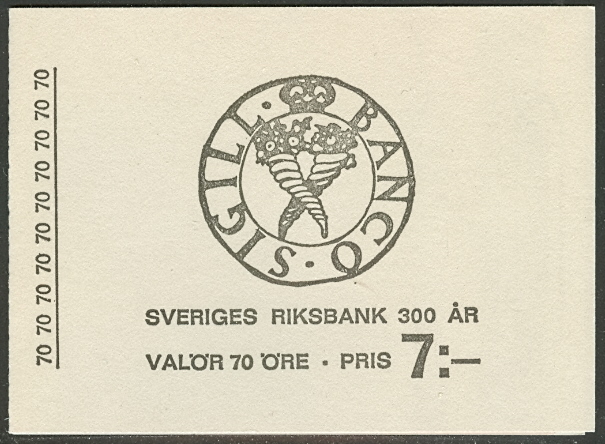 70 70 70 70 70 70 70 70 70 70
BANCO · SIGILL ·
SVERIGES RIKSBANK 300 ÅR
VALÖR 70 ÖRE · PRIS 7:–